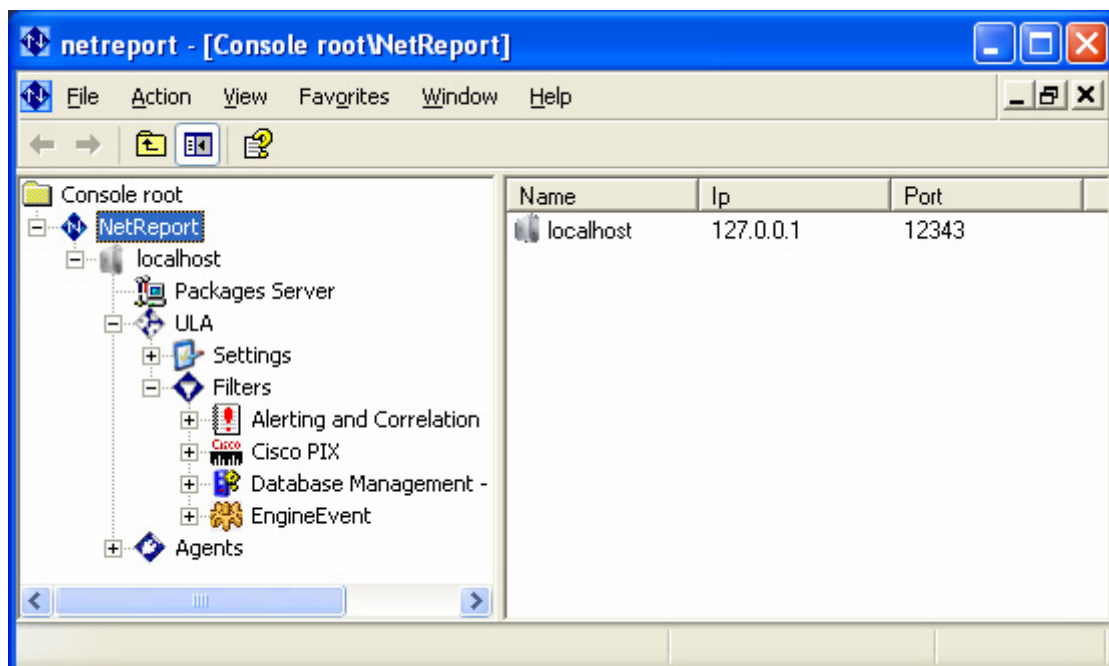 netreport - [Console root\NetReport]
File Action View Favorites Window Help
Console root
NetReport
localhost
Packages Server
ULA
Settings
Filters
Alerting and Correlation
Cisco PIX
Database Management -
EngineEvent
Agents
Name Ip Port
localhost 127.0.0.1 12343